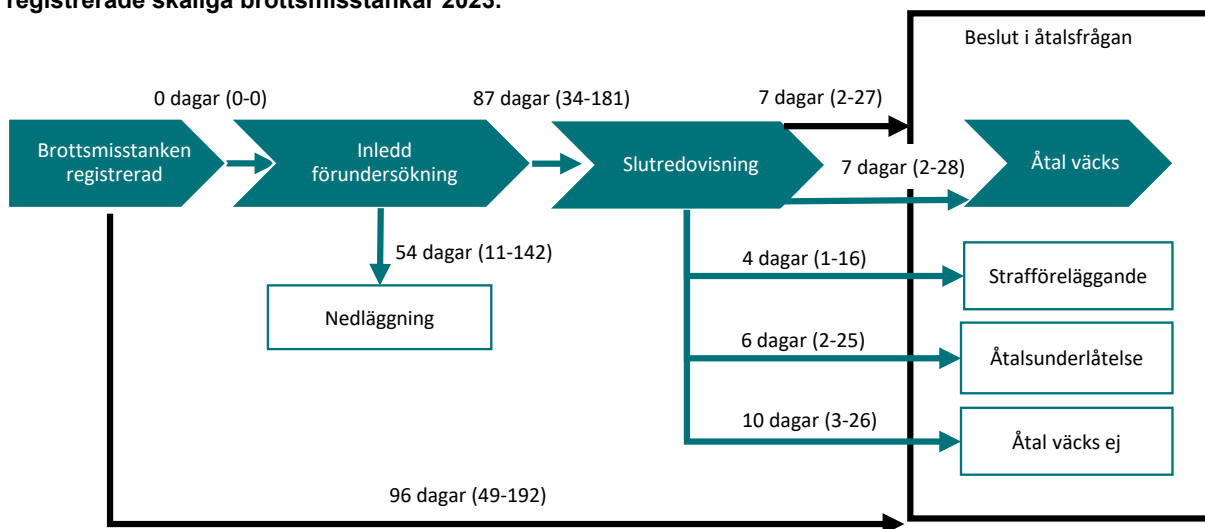 registrerade skäliga brottsmisstankar 2023.
Beslut i åtalsfrågan
0 dagar (0-0)
87 dagar (34-181)
7 dagar (2-27)
Brottsmisstanken
registrerad
Inledd
förundersökning
Slutredovisning
7 dagar (2-28)
Åtal väcks
54 dagar (11-142)
4 dagar (1-16)
Strafföreläggande
Nedläggning
6 dagar (2-25)
Åtalsunderlåtelse
10 dagar (3-26)
Åtal väcks ej
96 dagar (49-192)